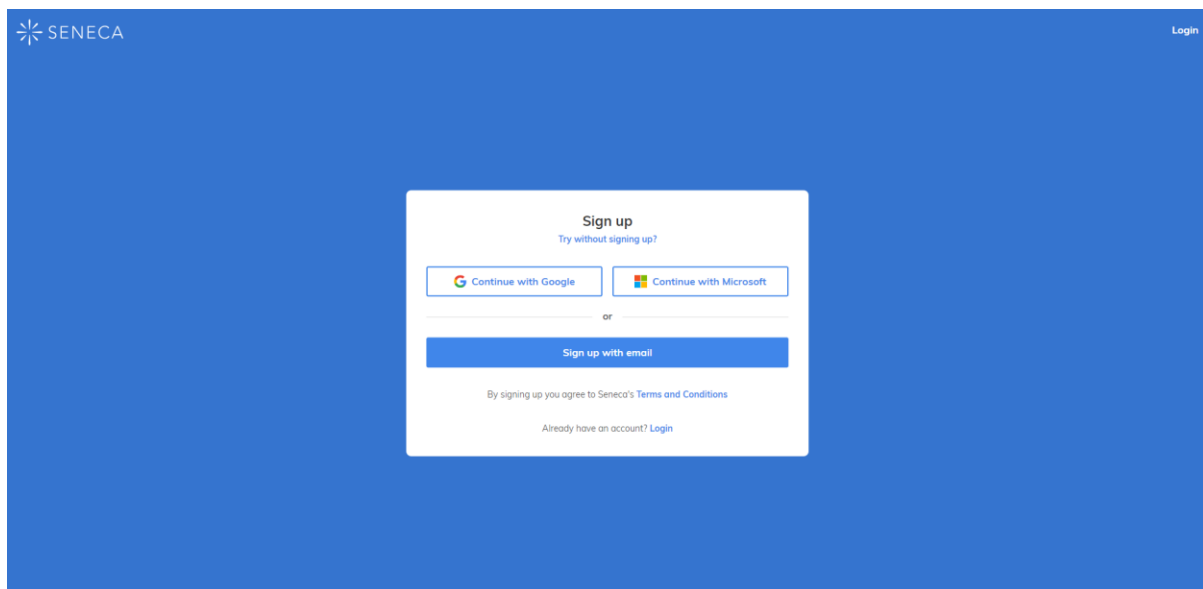 SENECA
Login
Sign up
Try without signing up?
Continue with Google
Continue with Microsoft
or
Sign up with email
By signing up you agree to Seneca's Terms and Conditions
Already have an account? Login